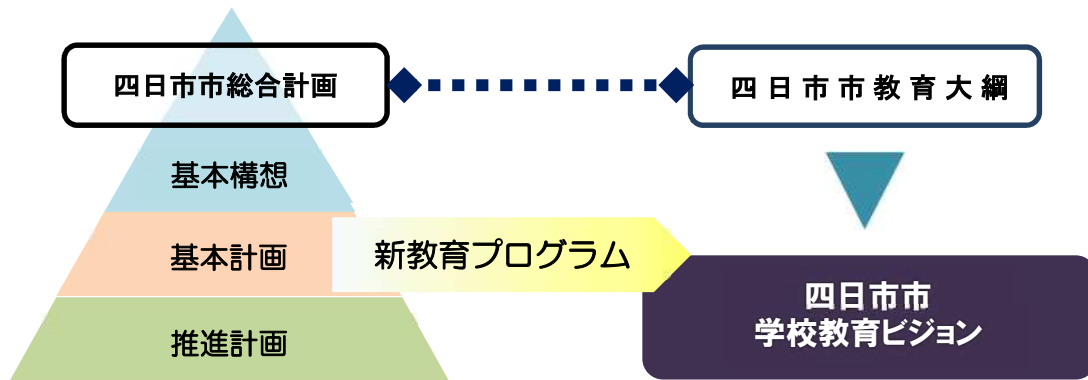 四日市市総合計画
四日市市教育大綱
基本構想
基本計画
新教育プログラム
推進計画
四日市市
学校教育ビジョン